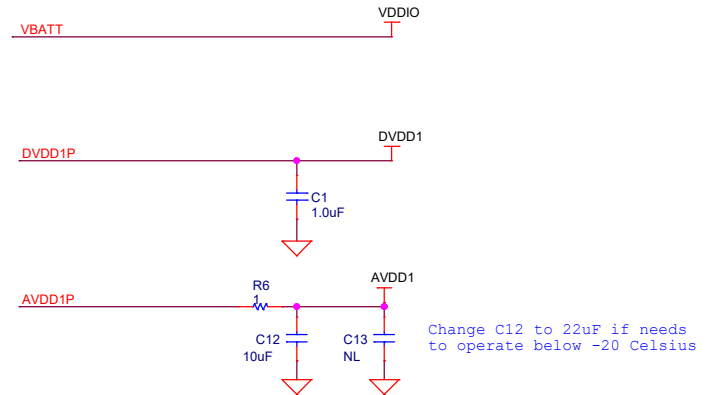 VDDIO
VBATT
DVDD1
DVDD1P
C1
1.0uF
AVDD1
R6
AVDD1P
1
C12
10uF
C13
NL
Change C12 to 22uF if needs
to operate below -20 Celsius